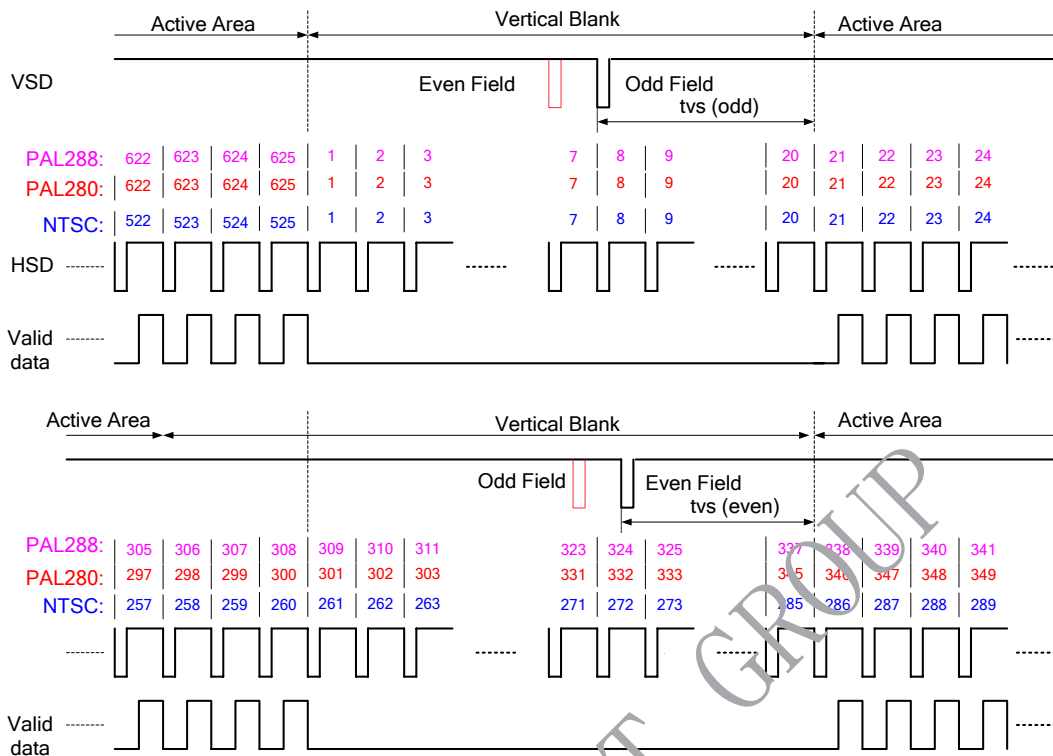 Active Area Vertical Blank Active Area
VSD Even Field Odd Field
tvs (odd)
PAL288: 622 623 624 625 1 2 3 7 8 9 20 21 22 23 24
PAL280: 622 623 624 625 1 2 3 7 8 9 20 21 22 23 24
NTSC: 522 523 524 525 1 2 3 7 8 9 20 21 22 23 24
HSD
Valid
data
Active Area Vertical Blank Active Area
Odd Field Even Field
tvs (even)
PAL288: 305 306 307 308 309 310 311 323 324 325 337 338 339 340 341
PAL280: 297 298 299 300 301 302 303 331 332 333 345 346 347 348 349
NTSC: 257 258 259 260 261 262 263 271 272 273 285 286 287 288 289
Valid
data
GROUP